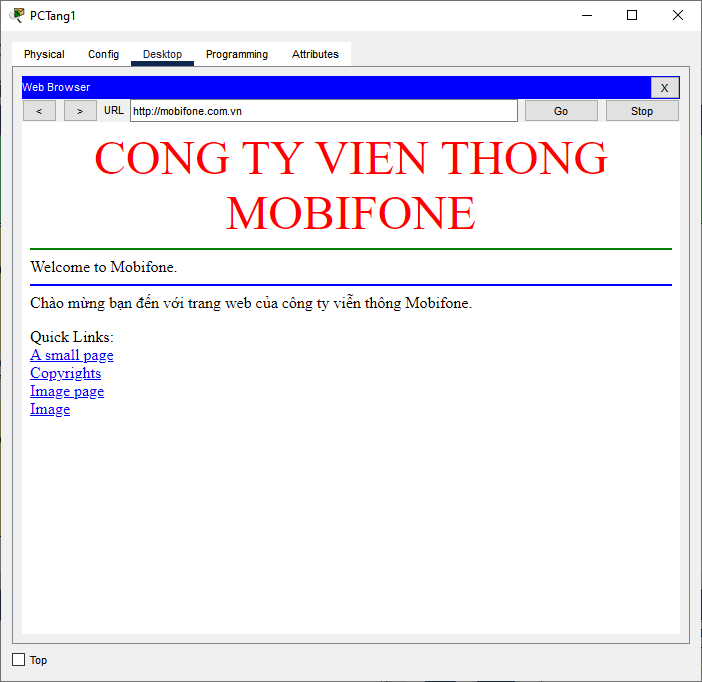 PCTang1
Physical Config Desktop Programming Attributes
Web Browser X
< > URL http://mobifone.com.vn Go Stop
CONG TY VIEN THONG
MOBIFONE
Welcome to Mobifone.
Chào mừng bạn đến với trang web của công ty viễn thông Mobifone.
Quick Links:
A small page
Copyrights
Image page
Image
Top